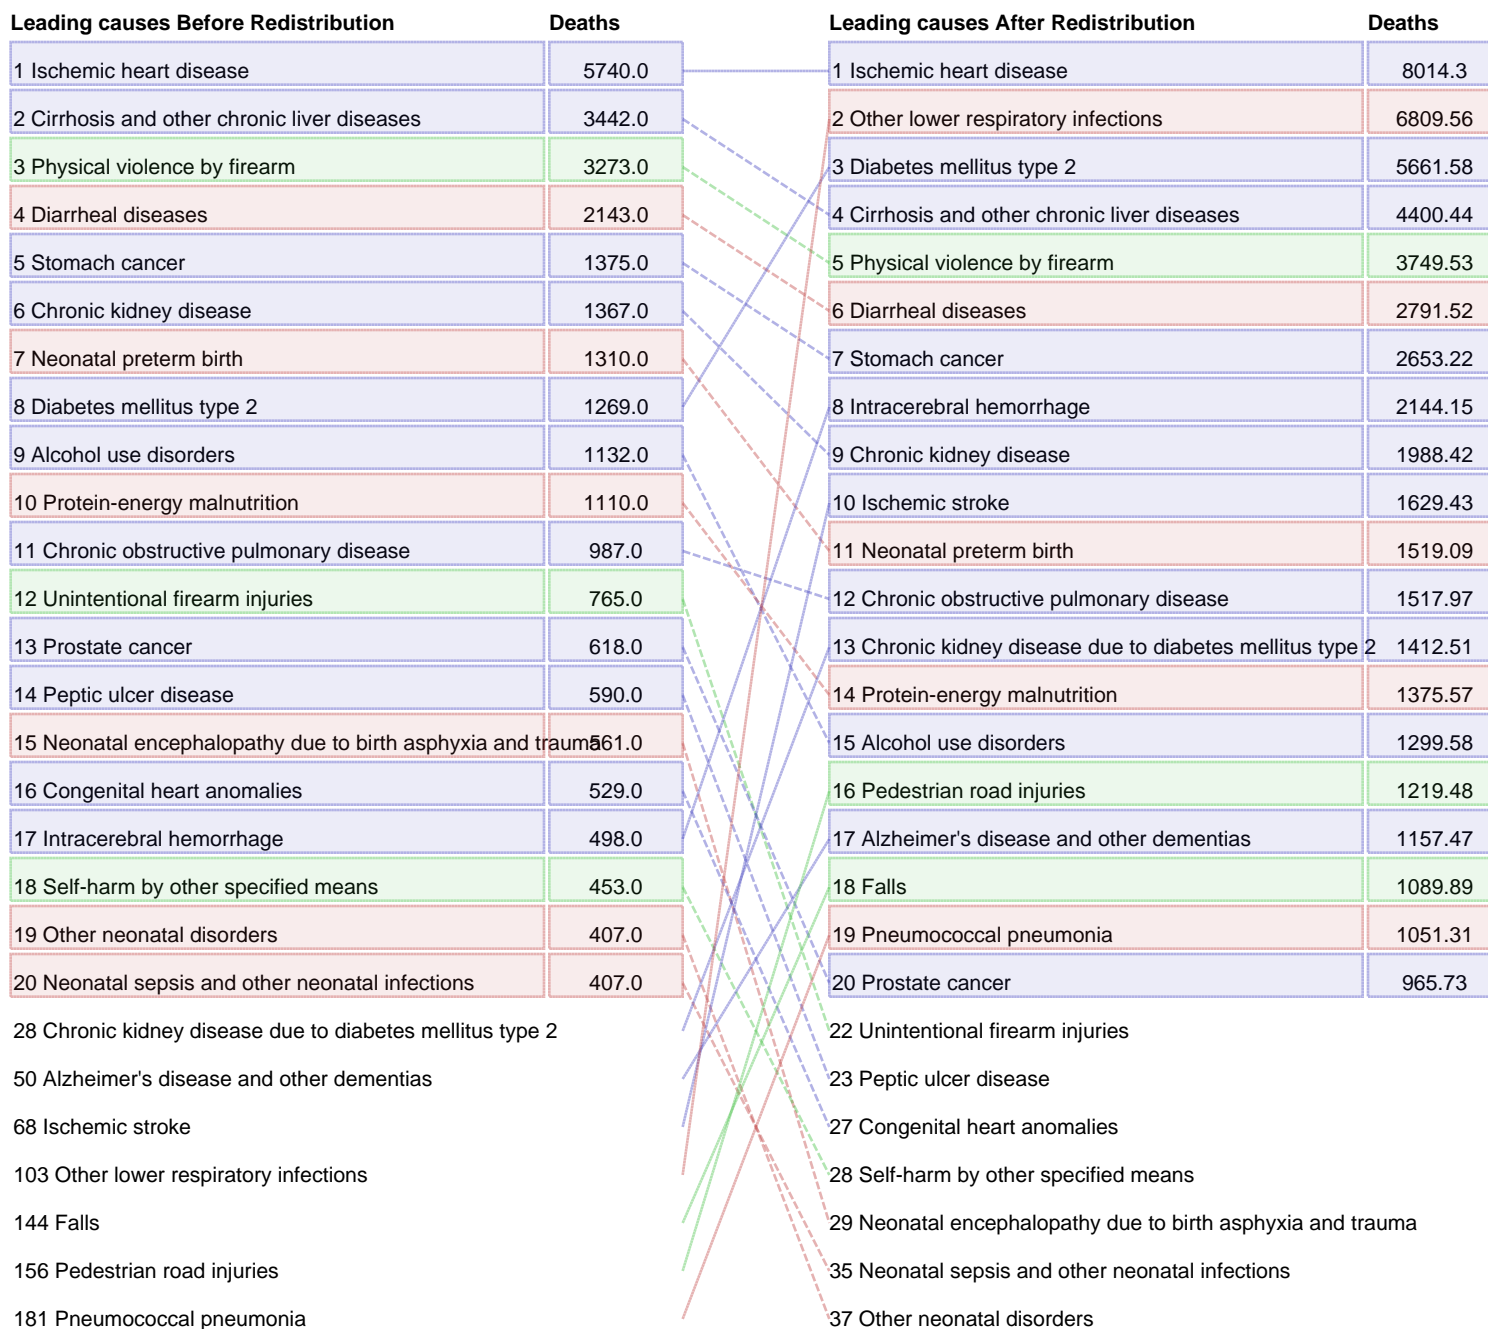 Leading causes Before Redistribution Deaths Leading causes After Redistribution Deaths
1 Ischemic heart disease 5740.0 1 Ischemic heart disease 8014.3
2 Cirrhosis and other chronic liver diseases 3442.0 2 Other lower respiratory infections 6809.56
3 Physical violence by firearm 3273.0 3 Diabetes mellitus type 2 5661.58
4 Diarrheal diseases 2143.0 4 Cirrhosis and other chronic liver diseases 4400.44
5 Stomach cancer 1375.0 5 Physical violence by firearm 3749.53
6 Chronic kidney disease 1367.0 6 Diarrheal diseases 2791.52
7 Neonatal preterm birth 1310.0 7 Stomach cancer 2653.22
8 Diabetes mellitus type 2 1269.0 8 Intracerebral hemorrhage 2144.15
9 Alcohol use disorders 1132.0 9 Chronic kidney disease 1988.42
10 Protein-energy malnutrition 1110.0 10 Ischemic stroke 1629.43
11 Chronic obstructive pulmonary disease 987.0 11 Neonatal preterm birth 1519.09
12 Unintentional firearm injuries 765.0 12 Chronic obstructive pulmonary disease 1517.97
13 Prostate cancer 618.0 13 Chronic kidney disease due to diabetes mellitus type 2 1412.51
14 Peptic ulcer disease 590.0 14 Protein-energy malnutrition 1375.57
15 Neonatal encephalopathy due to birth asphyxia and trauma 561.0 15 Alcohol use disorders 1299.58
16 Congenital heart anomalies 529.0 16 Pedestrian road injuries 1219.48
17 Intracerebral hemorrhage 498.0 17 Alzheimer's disease and other dementias 1157.47
18 Self-harm by other specified means 453.0 18 Falls 1089.89
19 Other neonatal disorders 407.0 19 Pneumococcal pneumonia 1051.31
20 Neonatal sepsis and other neonatal infections 407.0 20 Prostate cancer 965.73
28 Chronic kidney disease due to diabetes mellitus type 2 22 Unintentional firearm injuries
50 Alzheimer's disease and other dementias 23 Peptic ulcer disease
68 Ischemic stroke 27 Congenital heart anomalies
103 Other lower respiratory infections 28 Self-harm by other specified means
144 Falls 29 Neonatal encephalopathy due to birth asphyxia and trauma
156 Pedestrian road injuries 35 Neonatal sepsis and other neonatal infections
181 Pneumococcal pneumonia 37 Other neonatal disorders